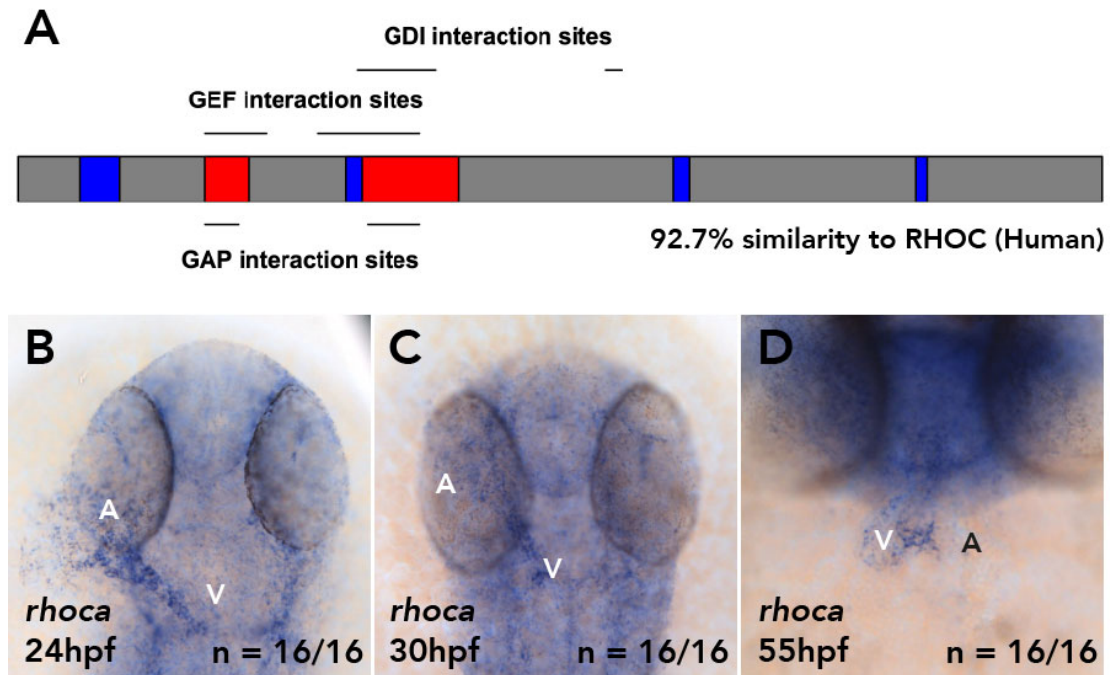 A
GDI interaction sites
GEF interaction sites
GAP interaction sites
92.7% similarity to RHOC (Human)
B
A
V
rhoca
24hpf
n = 16/16
C
A
V
rhoca
30hpf
n = 16/16
D
V
A
rhoca
55hpf
n = 16/16